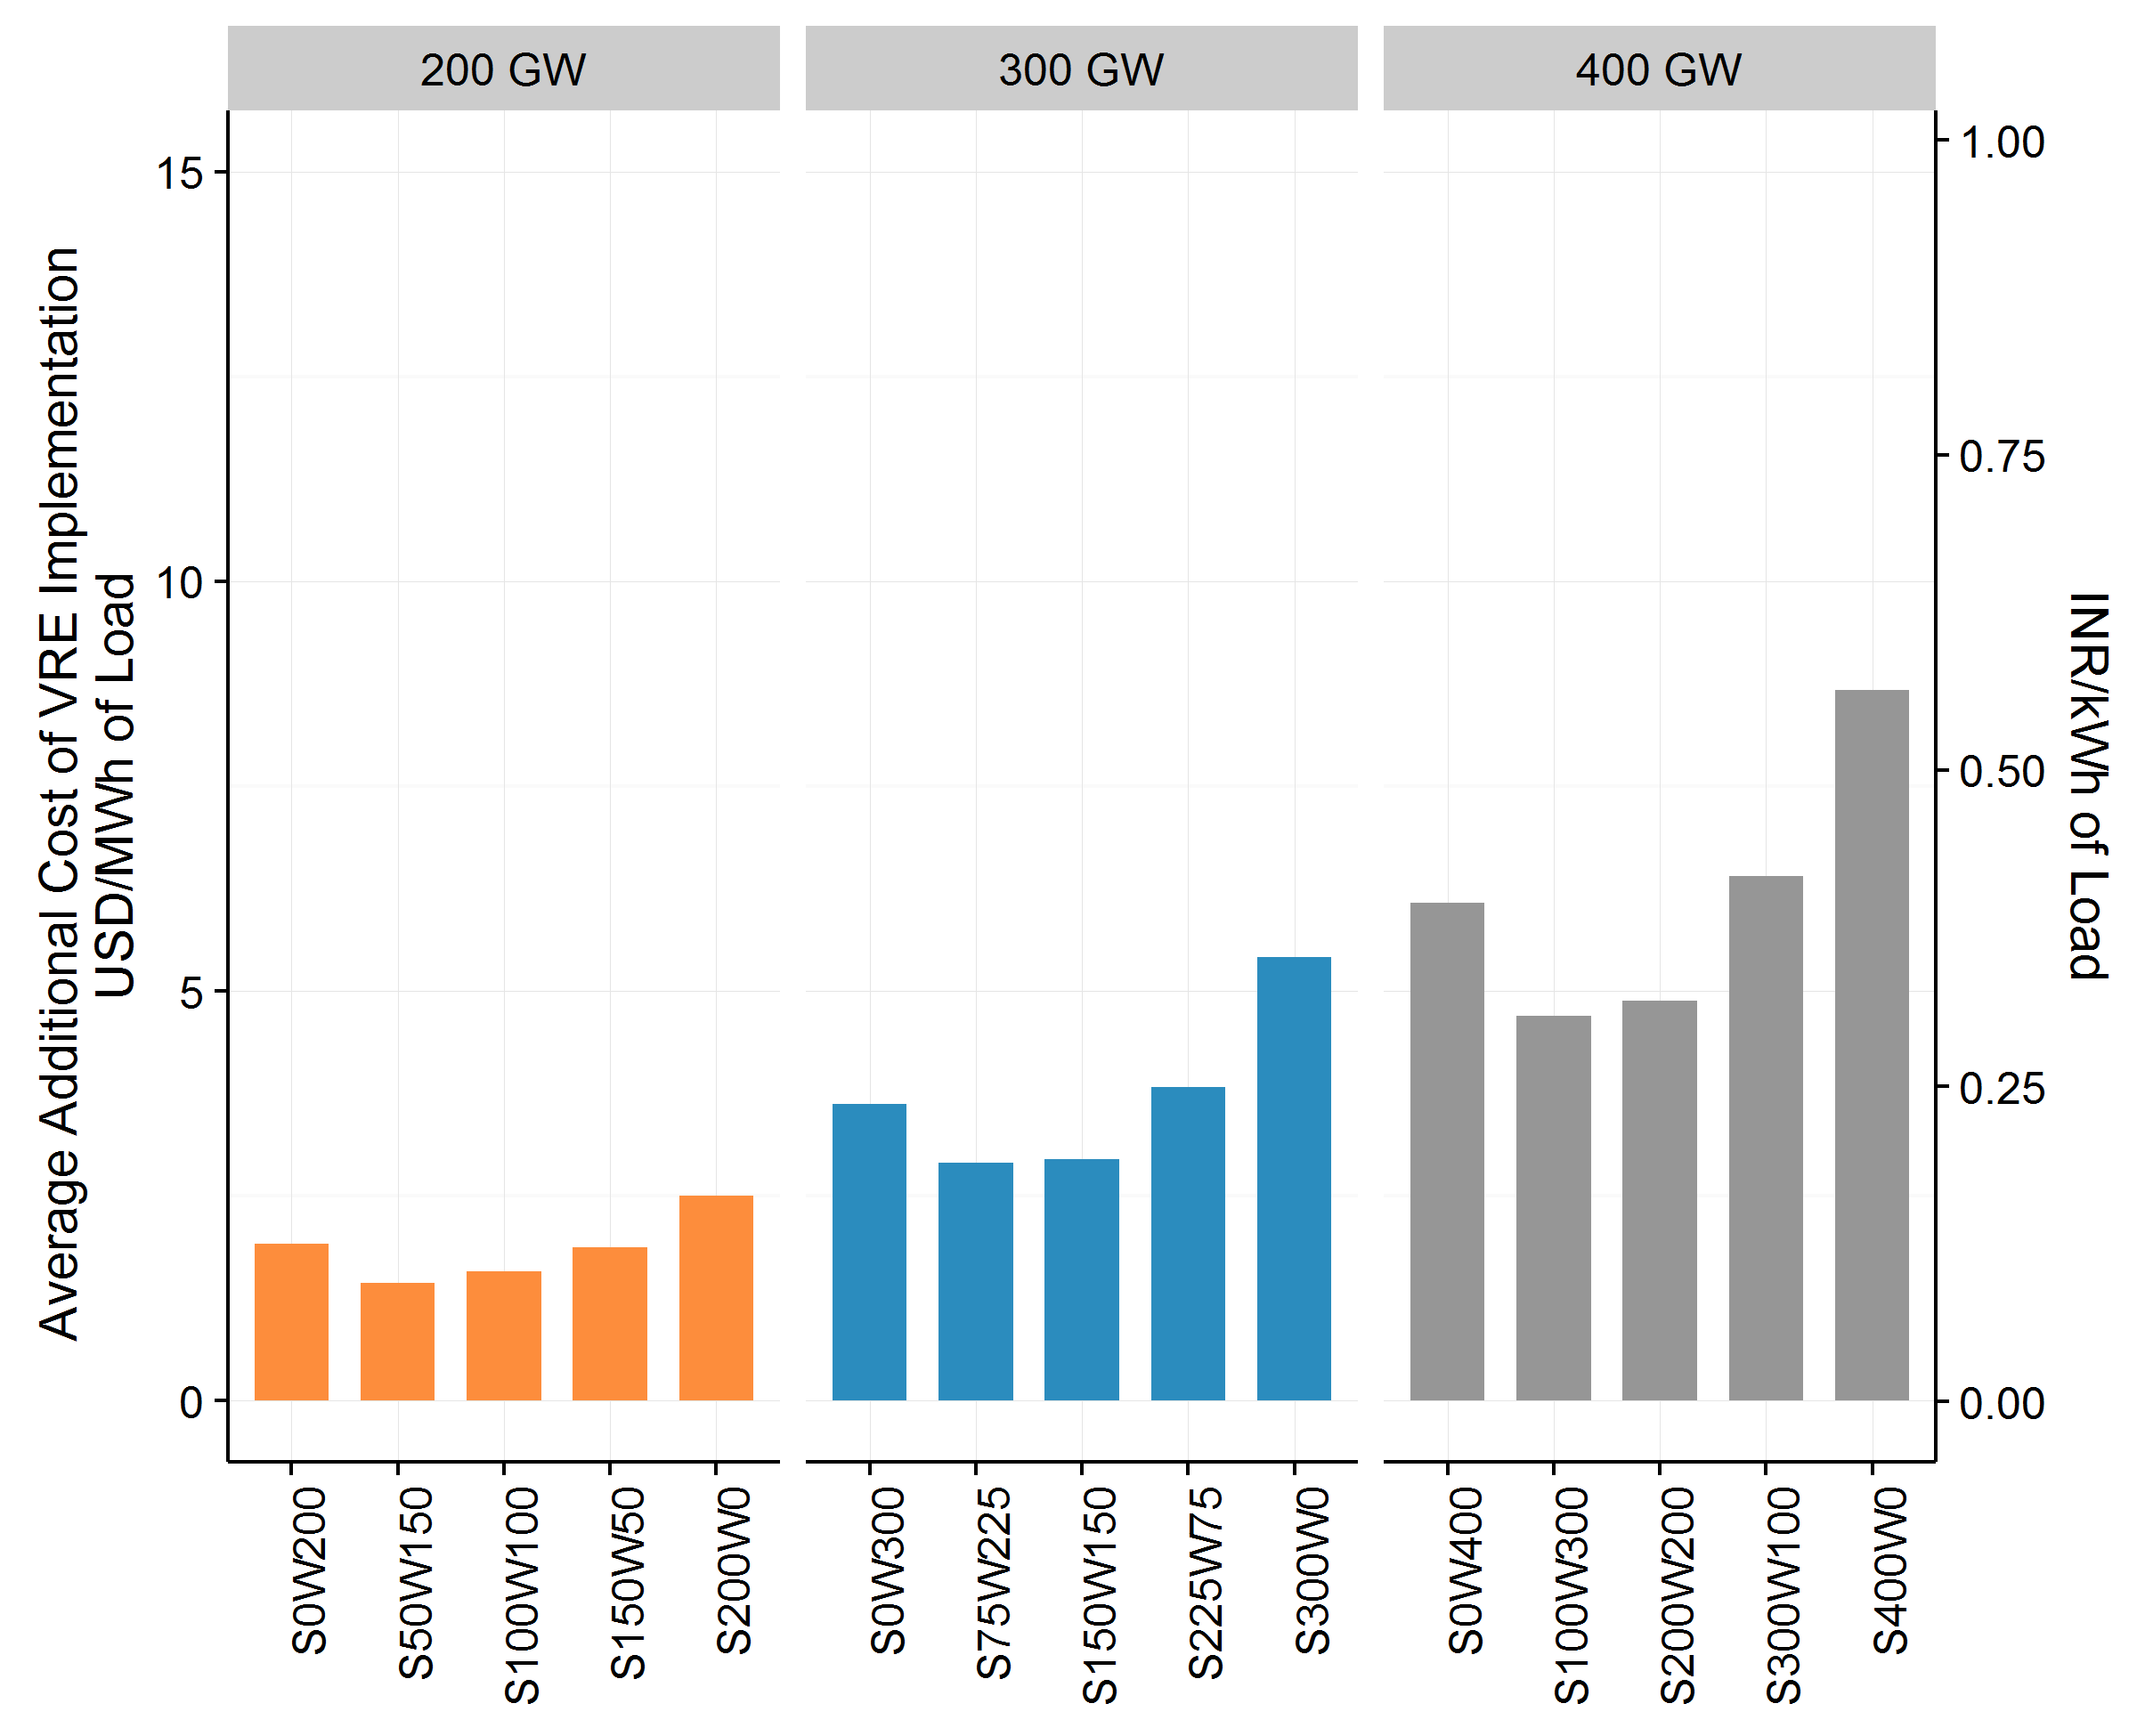 200 GW
300 GW
400 GW
Average Additional Cost of VRE Implementation
USD/MWh of Load
15
10
5
0
1.00
0.75
0.50
0.25
0.00
INR/kWh of Load
S0W200
S50W150
S100W100
S150W50
S200W0
S0W300
S75W225
S150W150
S225W75
S300W0
S0W400
S100W300
S200W200
S300W100
S400W0